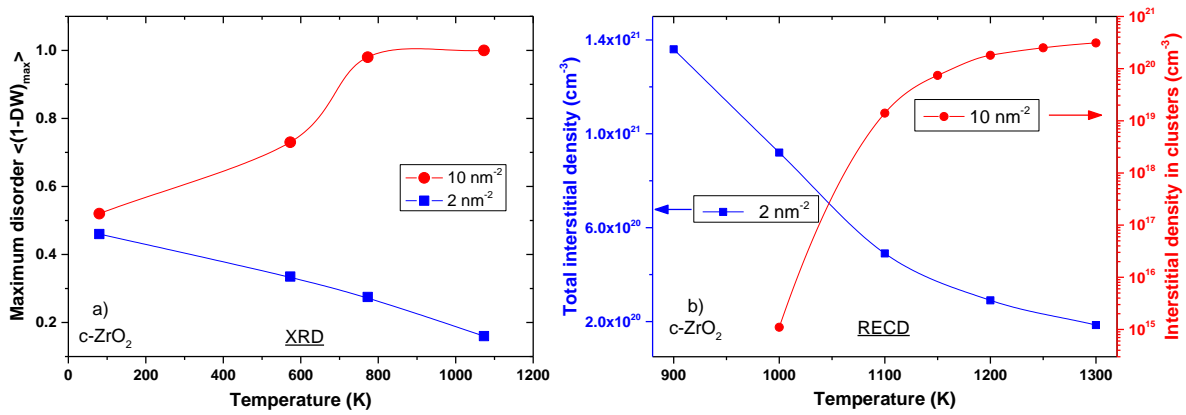 Maximum disorder <(1-DW)max>
1.0
0.8
0.6
0.4
0.2
10 nm-2
2 nm-2
a)
c-ZrO2
XRD
0 200 400 600 800 1000 1200
Temperature (K)
Total interstitial density (cm-3)
1.4x10^21
1.0x10^21
6.0x10^20
2.0x10^20
10 nm-2
2 nm-2
b)
c-ZrO2
RECD
900 1000 1100 1200 1300
Temperature (K)
10^21
10^20
10^19
10^18
10^17
10^16
10^15
Interstitial density in clusters (cm-3)